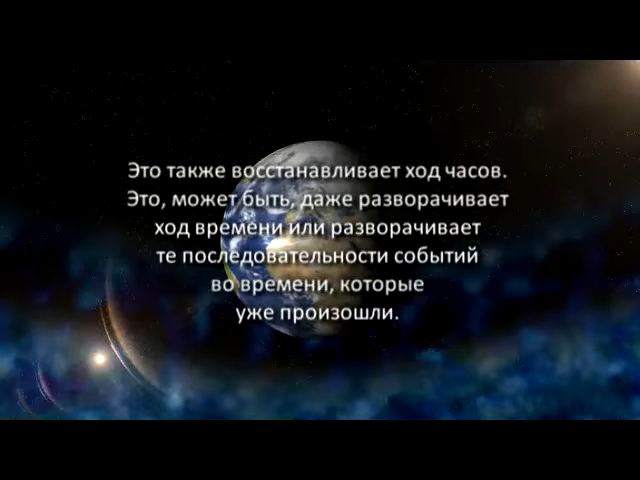 Это также восстанавливает ход часов.
Это, может быть, даже разворачивает
ход времени или разворачивает
те последовательности событий
во времени, которые
уже произошли.